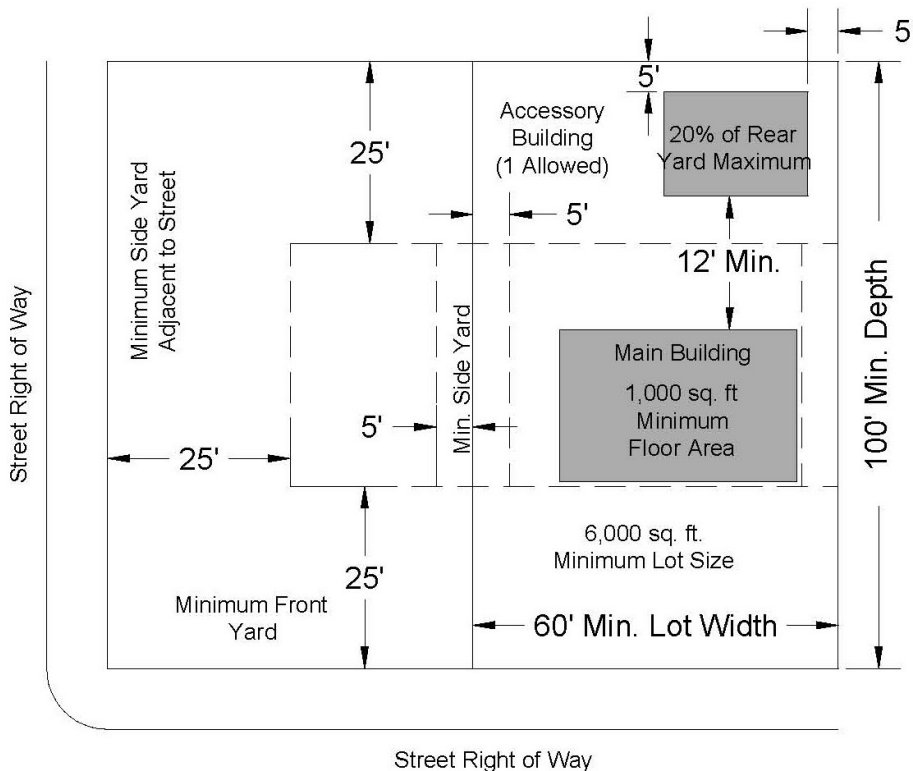 5
5'
Accessory
Building
(1 Allowed)
20% of Rear
Yard Maximum
25'
5'
Minimum Side Yard
Adjacent to Street
12' Min.
Street Right of Way
Min. Side Yard
100' Min. Depth
Main Building
1,000 sq. ft
Minimum
Floor Area
5'
25'
6,000 sq. ft.
Minimum Lot Size
25'
Minimum Front
Yard
60' Min. Lot Width
Street Right of Way